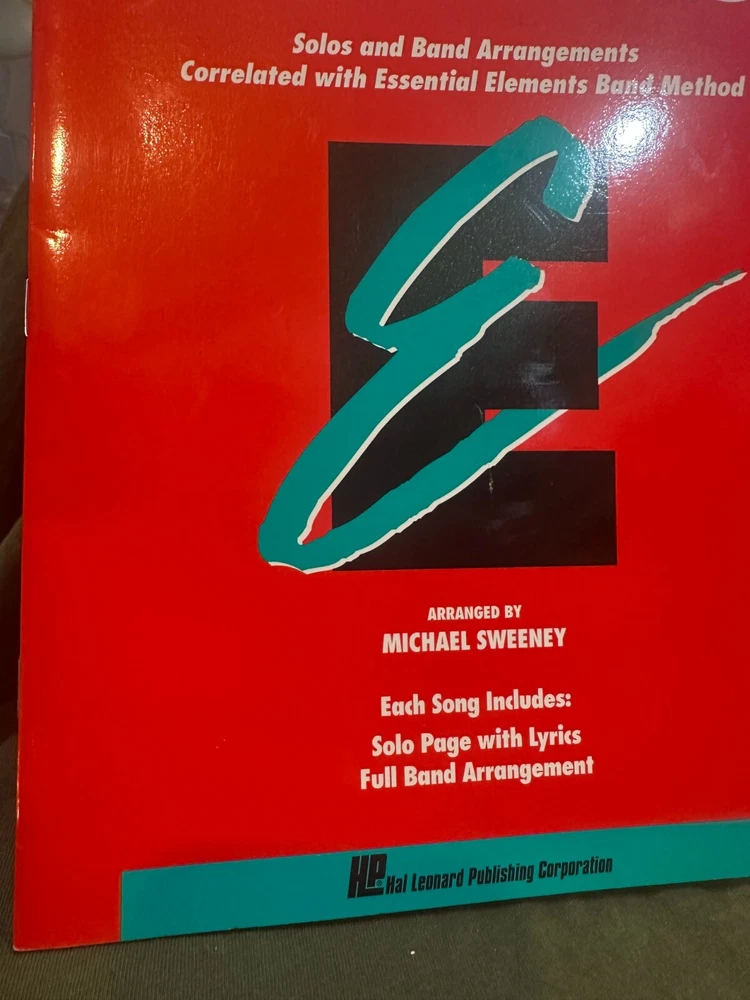 Solos and Band Arrangements
Correlated with Essential Elements Band Method
E
ARRANGED BY
MICHAEL SWEENEY
Each Song Includes:
Solo Page with Lyrics
Full Band Arrangement
HL® Hal Leonard Publishing Corporation